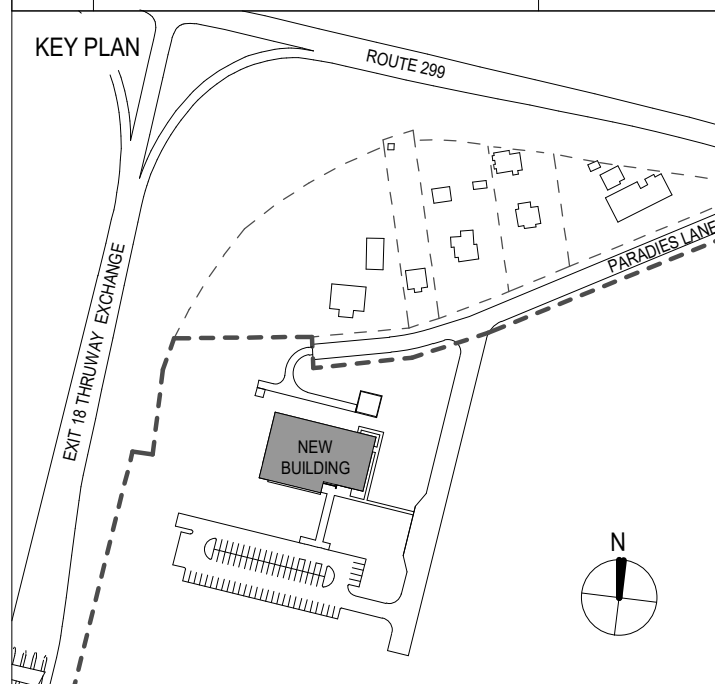 KEY PLAN
ROUTE 299
PARADIES LANE
EXIT 18 THRUWAY EXCHANGE
NEW
BUILDING
N